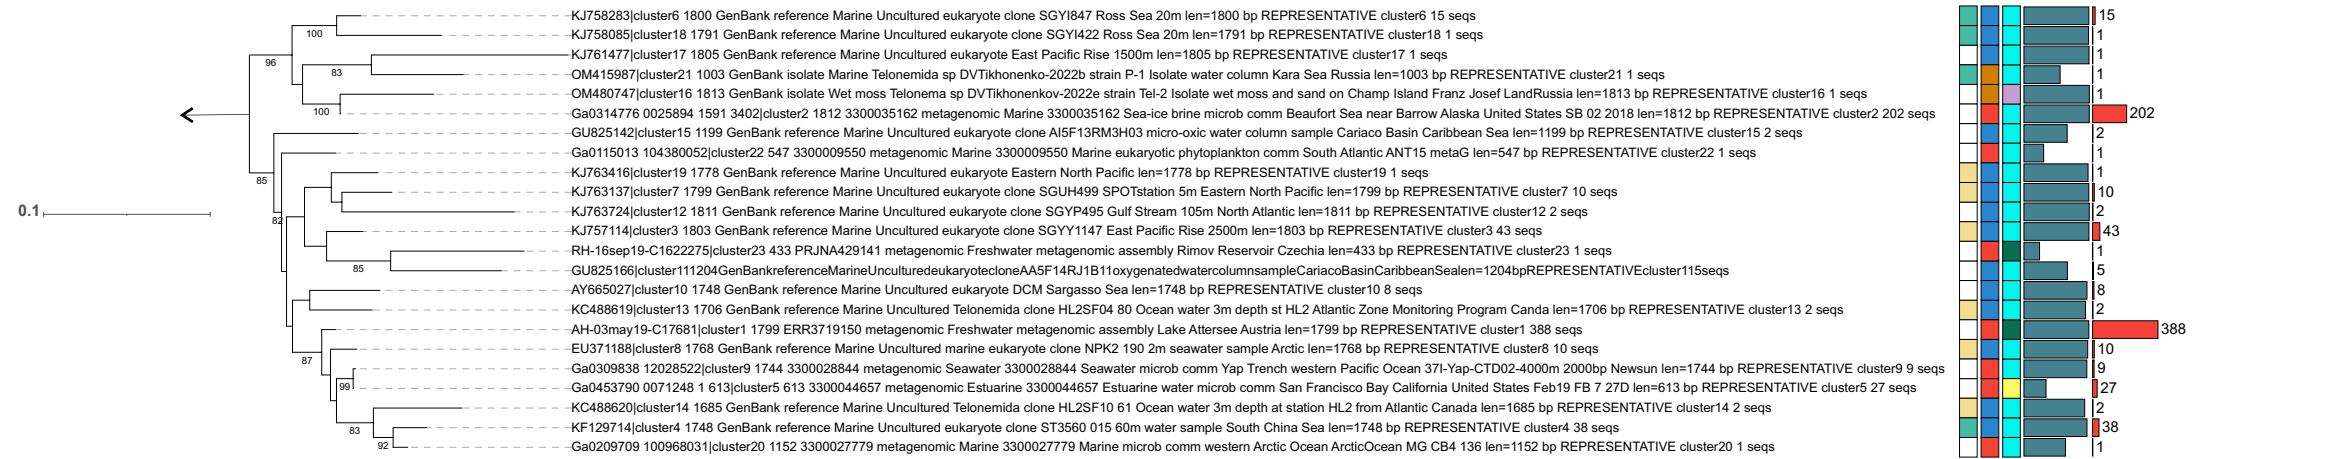 KJ758283|cluster6 1800 GenBank reference Marine Uncultured eukaryote clone SGYI847 Ross Sea 20m len=1800 bp REPRESENTATIVE cluster6 15 seqs 15
100 KJ758085|cluster18 1791 GenBank reference Marine Uncultured eukaryote clone SGYI422 Ross Sea 20m len=1791 bp REPRESENTATIVE cluster18 1 seqs 1
96 KJ761477|cluster17 1805 GenBank reference Marine Uncultured eukaryote East Pacific Rise 1500m len=1805 bp REPRESENTATIVE cluster17 1 seqs 1
83 OM415987|cluster21 1003 GenBank isolate Marine Telonemida sp DVTikhonenko-2022b strain P-1 Isolate water column Kara Sea Russia len=1003 bp REPRESENTATIVE cluster21 1 seqs 1
OM480747|cluster16 1813 GenBank isolate Wet moss Telonema sp DVTikhonenkov-2022e strain Tel-2 Isolate wet moss and sand on Champ Island Franz Josef LandRussia len=1813 bp REPRESENTATIVE cluster16 1 seqs 1
100 Ga0314776 0025894 1591 3402|cluster2 1812 3300035162 metagenomic Marine 3300035162 Sea-ice brine microb comm Beaufort Sea near Barrow Alaska United States SB 02 2018 len=1812 bp REPRESENTATIVE cluster2 202 seqs 202
GU825142|cluster15 1199 GenBank reference Marine Uncultured eukaryote clone AI5F13RM3H03 micro-oxic water column sample Cariaco Basin Caribbean Sea len=1199 bp REPRESENTATIVE cluster15 2 seqs 2
Ga0115013 104380052|cluster22 547 3300009550 metagenomic Marine 3300009550 Marine eukaryotic phytoplankton comm South Atlantic ANT15 metaG len=547 bp REPRESENTATIVE cluster22 1 seqs 1
85 KJ763416|cluster19 1778 GenBank reference Marine Uncultured eukaryote Eastern North Pacific len=1778 bp REPRESENTATIVE cluster19 1 seqs 1
KJ763137|cluster7 1799 GenBank reference Marine Uncultured eukaryote clone SGUH499 SPOTstation 5m Eastern North Pacific len=1799 bp REPRESENTATIVE cluster7 10 seqs 10
0.1 82 KJ763724|cluster12 1811 GenBank reference Marine Uncultured eukaryote clone SGYP495 Gulf Stream 105m North Atlantic len=1811 bp REPRESENTATIVE cluster12 2 seqs 2
KJ757114|cluster3 1803 GenBank reference Marine Uncultured eukaryote clone SGYY1147 East Pacific Rise 2500m len=1803 bp REPRESENTATIVE cluster3 43 seqs 43
RH-16sep19-C1622275|cluster23 433 PRJNA429141 metagenomic Freshwater metagenomic assembly Rimov Reservoir Czechia len=433 bp REPRESENTATIVE cluster23 1 seqs 1
85 GU825166|cluster111204GenBankreferenceMarineUnculturedeukaryotecloneAA5F14RJ1B11oxygenatedwatercolumnsampleCariacoBasinCaribbeanSealen=1204bpREPRESENTATIVEcluster115seqs 5
AY665027|cluster10 1748 GenBank reference Marine Uncultured eukaryote DCM Sargasso Sea len=1748 bp REPRESENTATIVE cluster10 8 seqs 8
KC488619|cluster13 1706 GenBank reference Marine Uncultured Telonemida clone HL2SF04 80 Ocean water 3m depth st HL2 Atlantic Zone Monitoring Program Canda len=1706 bp REPRESENTATIVE cluster13 2 seqs 2
AH-03may19-C17681|cluster1 1799 ERR3719150 metagenomic Freshwater metagenomic assembly Lake Attersee Austria len=1799 bp REPRESENTATIVE cluster1 388 seqs 388
87 EU371188|cluster8 1768 GenBank reference Marine Uncultured marine eukaryote clone NPK2 190 2m seawater sample Arctic len=1768 bp REPRESENTATIVE cluster8 10 seqs 10
Ga0309838 12028522|cluster9 1744 3300028844 metagenomic Seawater 3300028844 Seawater microb comm Yap Trench western Pacific Ocean 37I-Yap-CTD02-4000m 2000bp Newsun len=1744 bp REPRESENTATIVE cluster9 9 seqs 9
99 Ga0453790 0071248 1 613|cluster5 613 3300044657 metagenomic Estuarine 3300044657 Estuarine water microb comm San Francisco Bay California United States Feb19 FB 7 27D len=613 bp REPRESENTATIVE cluster5 27 seqs 27
KC488620|cluster14 1685 GenBank reference Marine Uncultured Telonemida clone HL2SF10 61 Ocean water 3m depth at station HL2 from Atlantic Canada len=1685 bp REPRESENTATIVE cluster14 2 seqs 2
83 KF129714|cluster4 1748 GenBank reference Marine Uncultured eukaryote clone ST3560 015 60m water sample South China Sea len=1748 bp REPRESENTATIVE cluster4 38 seqs 38
92 Ga0209709 100968031|cluster20 1152 3300027779 metagenomic Marine 3300027779 Marine microb comm western Arctic Ocean ArcticOcean MG CB4 136 len=1152 bp REPRESENTATIVE cluster20 1 seqs 1